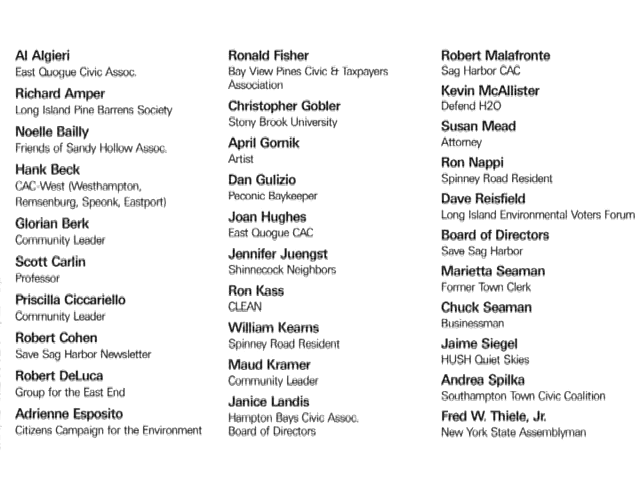 Al Algieri
East Quogue Civic Assoc.
Richard Amper
Long Island Pine Barrens Society
Noelle Bailly
Friends of Sandy Hollow Assoc.
Hank Beck
CAC-West (Westhampton,
Remsenburg, Speonk, Eastport)
Glorian Berk
Community Leader
Scott Carlin
Professor
Priscilla Ciccariello
Community Leader
Robert Cohen
Save Sag Harbor Newsletter
Robert DeLuca
Group for the East End
Adrienne Esposito
Citizens Campaign for the Environment
Ronald Fisher
Bay View Pines Civic & Taxpayers
Association
Christopher Gobler
Stony Brook University
April Gornik
Artist
Dan Gulizio
Peconic Baykeeper
Joan Hughes
East Quogue CAC
Jennifer Juengst
Shinnecock Neighbors
Ron Kass
CLEAN
William Kearns
Spinney Road Resident
Maud Kramer
Community Leader
Janice Landis
Hampton Bays Civic Assoc.
Board of Directors
Robert Malafronte
Sag Harbor CAC
Kevin McAllister
Defend H2O
Susan Mead
Attorney
Ron Nappi
Spinney Road Resident
Dave Reisfield
Long Island Environmental Voters Forum
Board of Directors
Save Sag Harbor
Marietta Seaman
Former Town Clerk
Chuck Seaman
Businessman
Jaime Siegel
HUSH Quiet Skies
Andrea Spilka
Southampton Town Civic Coalition
Fred W. Thiele, Jr.
New York State Assemblyman